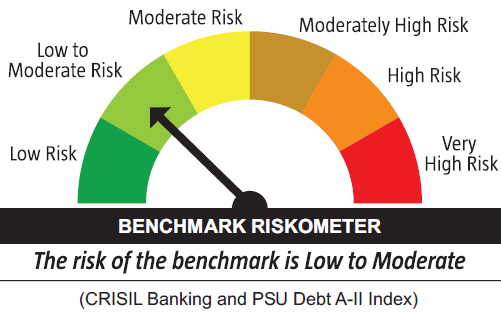 Moderate Risk
Moderately High Risk
Low to
Moderate Risk
High Risk
Low Risk
Very
High Risk
BENCHMARK RISKOMETER
The risk of the benchmark is Low to Moderate
(CRISIL Banking and PSU Debt A-II Index)